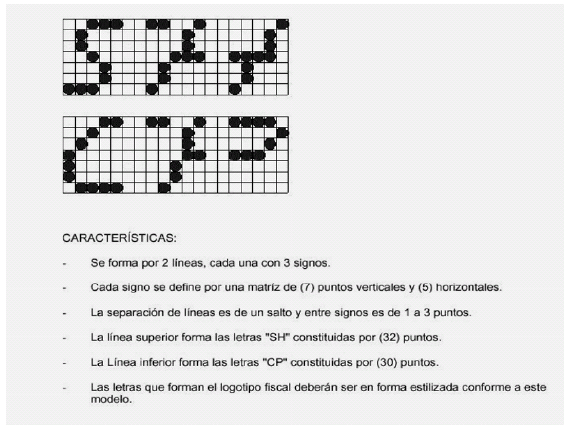 CARACTERÍSTICAS:
- Se forma por 2 líneas, cada una con 3 signos.
- Cada signo se define por una matríz de (7) puntos verticales y (5) horizontales.
- La separación de líneas es de un salto y entre signos es de 1 a 3 puntos.
- La línea superior forma las letras "SH" constituidas por (32) puntos.
- La Línea inferior forma las letras "CP" constituidas por (30) puntos.
- Las letras que forman el logotipo fiscal deberán ser en forma estilizada conforme a este
modelo.